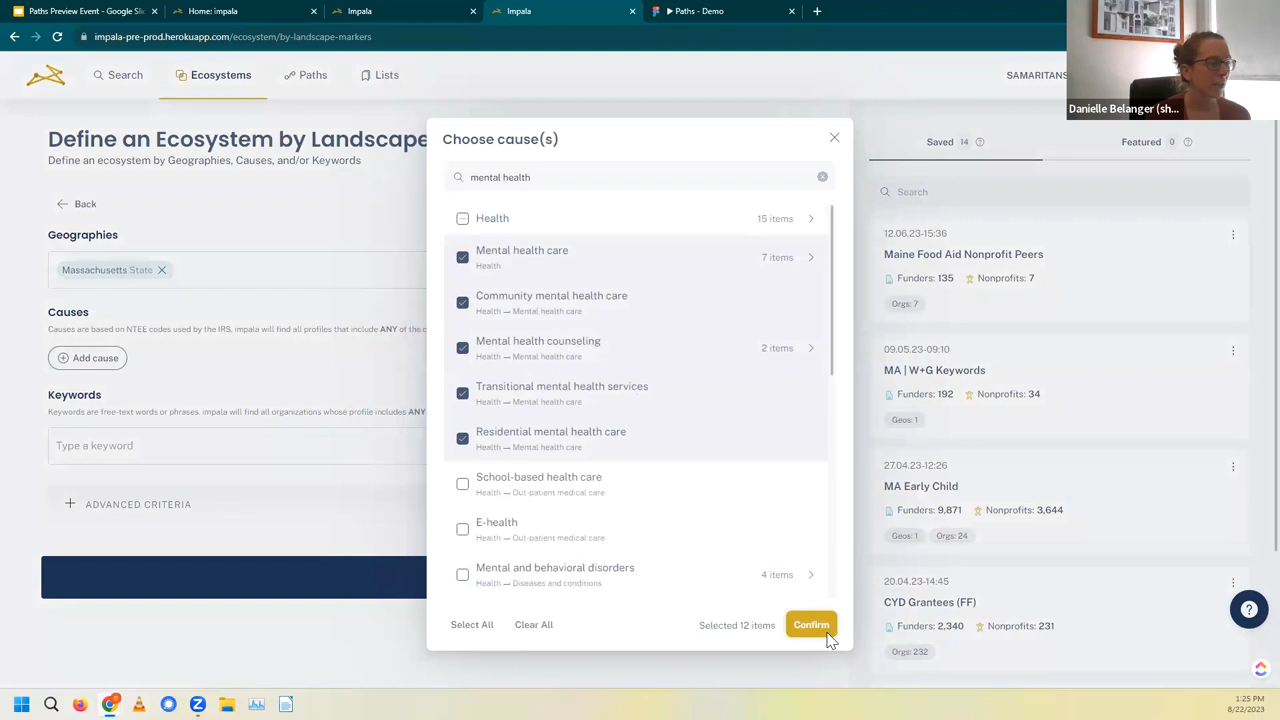 Paths Preview Event - Google Slid
Home: impala
Impala
Impala
Paths - Demo
impala-pre-prod.herokuapp.com/ecosystem/by-landscape-markers
Search
Ecosystems
Paths
Lists
SAMARITANS
Danielle Belanger (sh...
Define an Ecosystem by Landscape
Define an ecosystem by Geographies, Causes, and/or Keywords
Back
Geographies
Massachusetts State
Causes
Causes are based on NTEE codes used by the IRS. impala will find all profiles that include ANY of the c
Add cause
Keywords
Keywords are free-text words or phrases. impala will find all organizations whose profile includes ANY
Type a keyword
ADVANCED CRITERIA
Choose cause(s)
mental health
Health
15 items
Mental health care
Health
7 items
Community mental health care
Health — Mental health care
Mental health counseling
Health — Mental health care
2 items
Transitional mental health services
Health — Mental health care
Residential mental health care
Health — Mental health care
School-based health care
Health — Out-patient medical care
E-health
Health — Out-patient medical care
Mental and behavioral disorders
Health — Diseases and conditions
4 items
Select All
Clear All
Selected 12 items
Confirm
Saved 14
Featured 0
Search
12.06.23-15:36
Maine Food Aid Nonprofit Peers
Funders: 135 Nonprofits: 7
Orgs: 7
09.05.23-09:10
MA | W+G Keywords
Funders: 192 Nonprofits: 34
Geos: 1
27.04.23-12:26
MA Early Child
Funders: 9,871 Nonprofits: 3,644
Geos: 1 Orgs: 24
20.04.23-14:45
CYD Grantees (FF)
Funders: 2,340 Nonprofits: 231
Orgs: 232
1:25 PM
8/22/2023